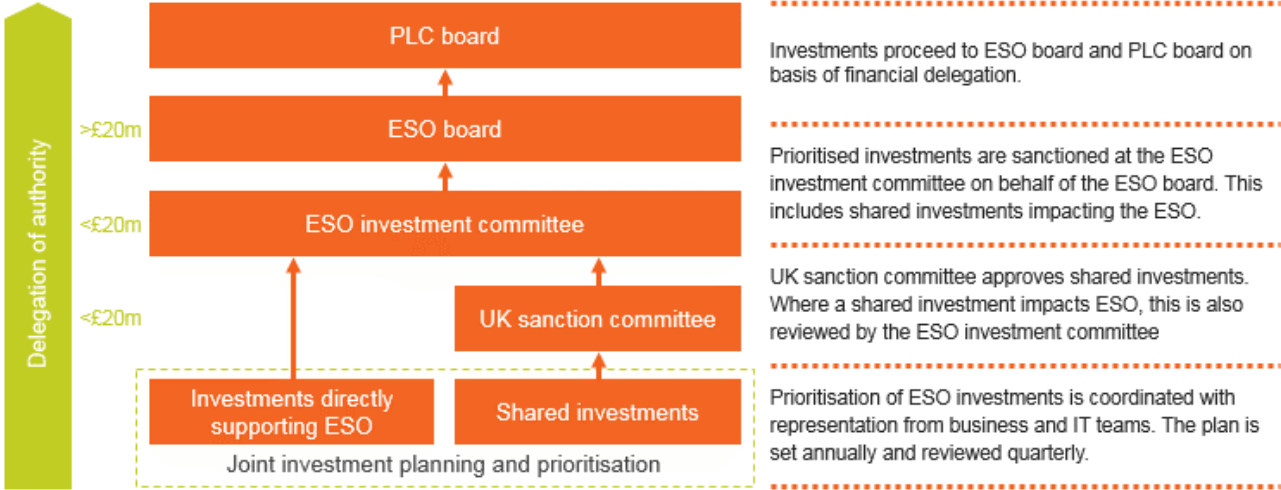 Delegation of authority
PLC board
Investments proceed to ESO board and PLC board on
basis of financial delegation.
>£20m
ESO board
Prioritised investments are sanctioned at the ESO
investment committee on behalf of the ESO board. This
includes shared investments impacting the ESO.
<£20m
ESO investment committee
UK sanction committee approves shared investments.
Where a shared investment impacts ESO, this is also
reviewed by the ESO investment committee
<£20m
UK sanction committee
Investments directly
supporting ESO
Shared investments
Joint investment planning and prioritisation
Prioritisation of ESO investments is coordinated with
representation from business and IT teams. The plan is
set annually and reviewed quarterly.